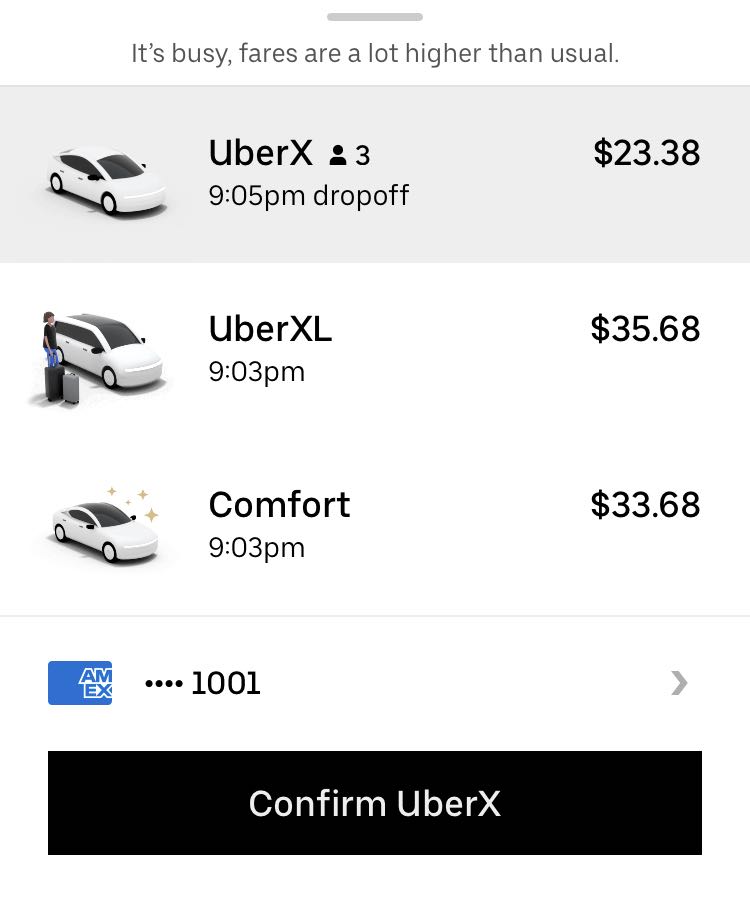 It’s busy, fares are a lot higher than usual.
UberX 3 $23.38
9:05pm dropoff
UberXL $35.68
9:03pm
Comfort $33.68
9:03pm
AM
EX
•••• 1001
Confirm UberX